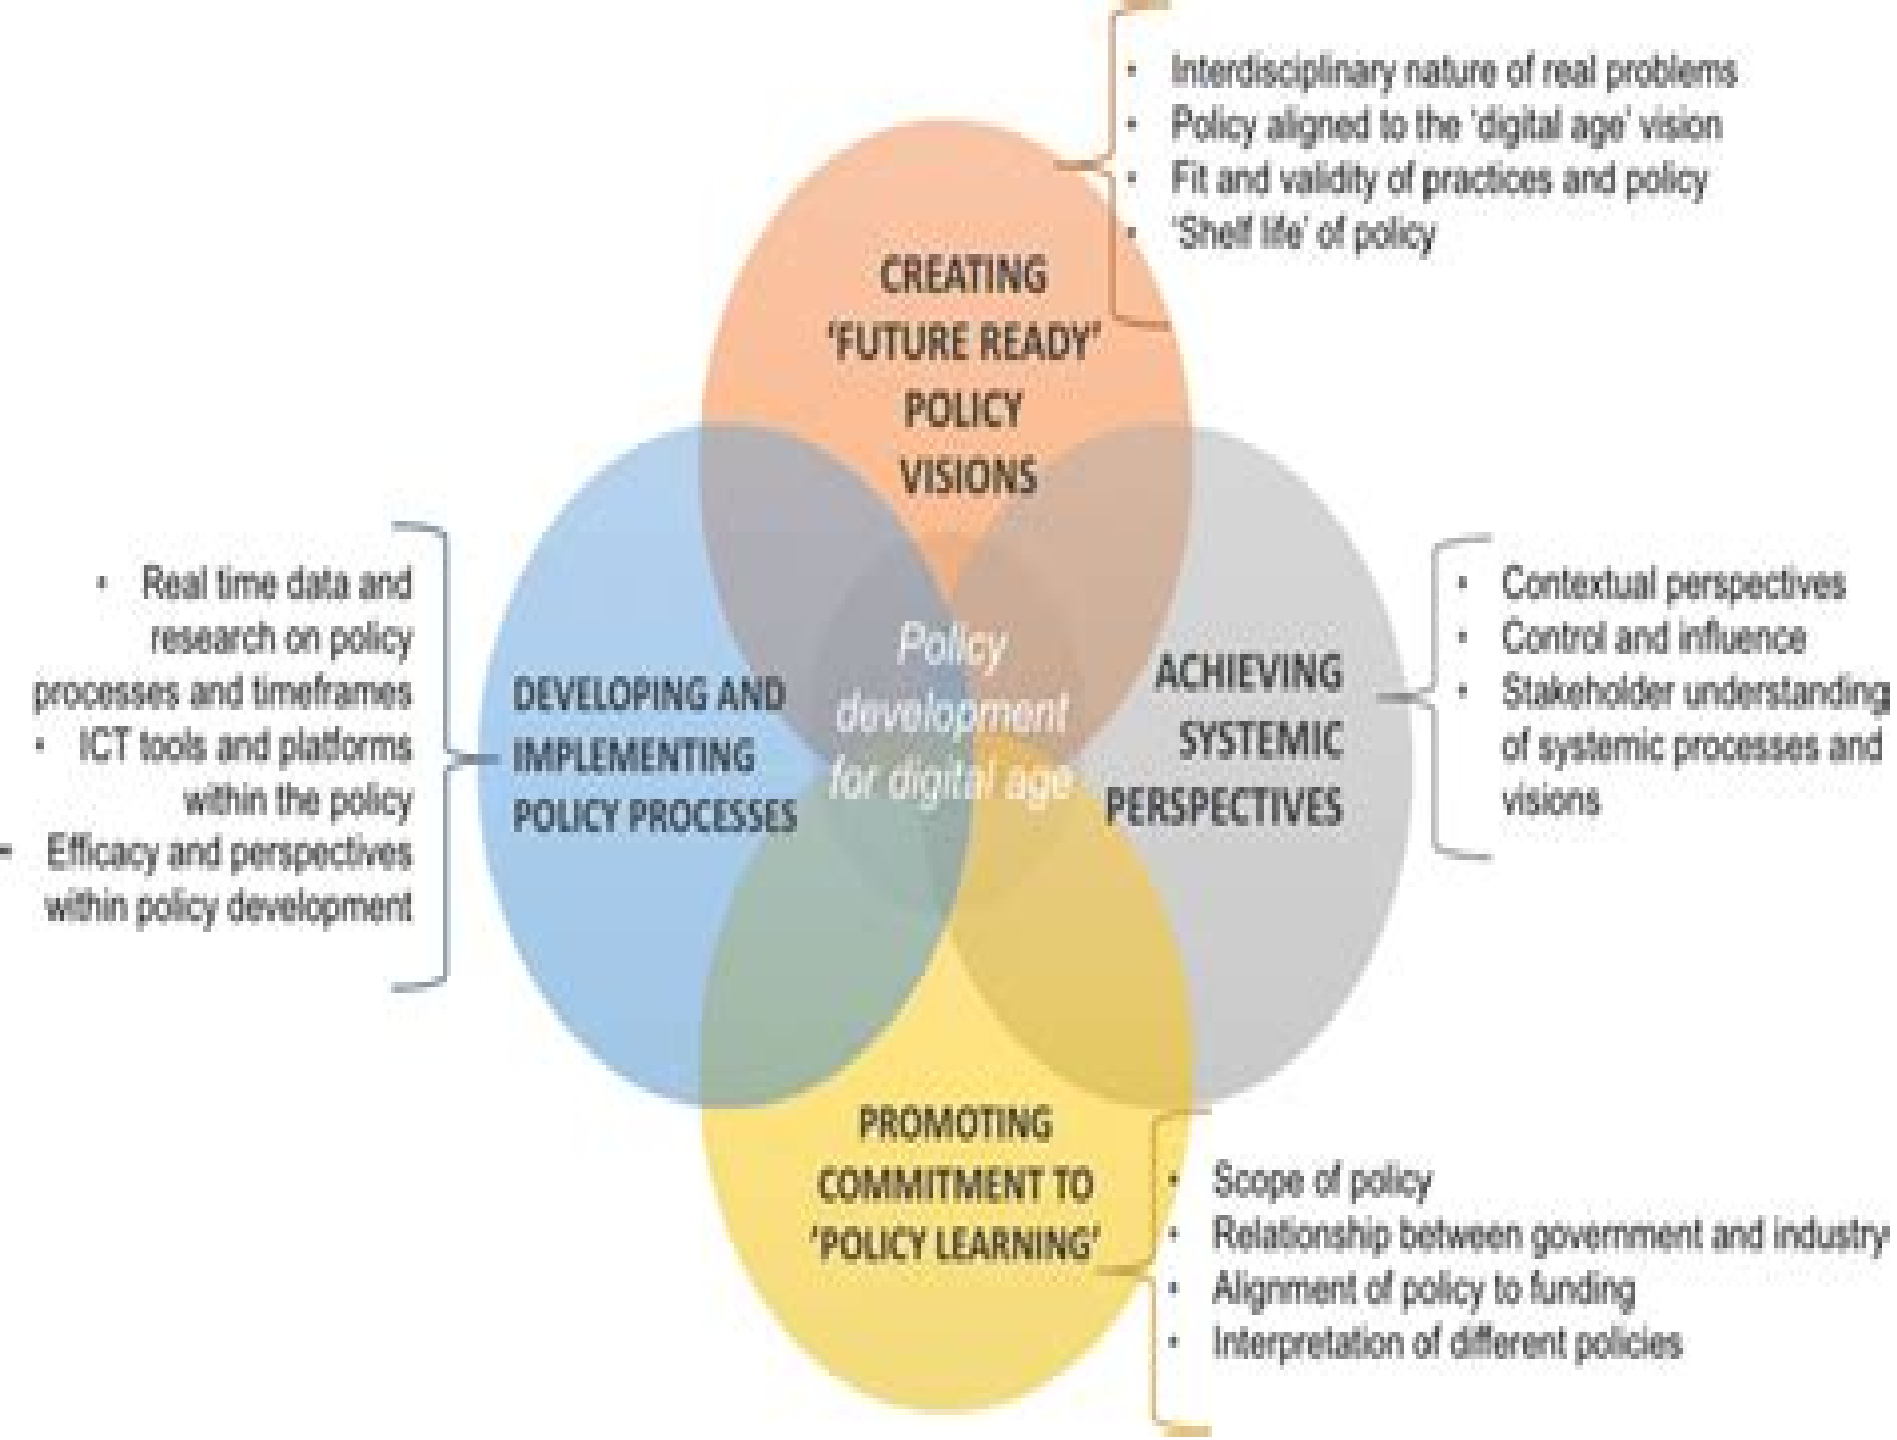 • Interdisciplinary nature of real problems
• Policy aligned to the ‘digital age’ vision
• Fit and validity of practices and policy
• ‘Shelf life’ of policy
CREATING
‘FUTURE READY’
POLICY
VISIONS
• Real time data and
research on policy
processes and timeframes
• ICT tools and platforms
within the policy
• Efficacy and perspectives
within policy development
DEVELOPING AND
IMPLEMENTING
POLICY PROCESSES
Policy
development
for digital age
ACHIEVING
SYSTEMIC
PERSPECTIVES
• Contextual perspectives
• Control and influence
• Stakeholder understanding
of systemic processes and
visions
PROMOTING
COMMITMENT TO
‘POLICY LEARNING’
• Scope of policy
• Relationship between government and industry
• Alignment of policy to funding
• Interpretation of different policies